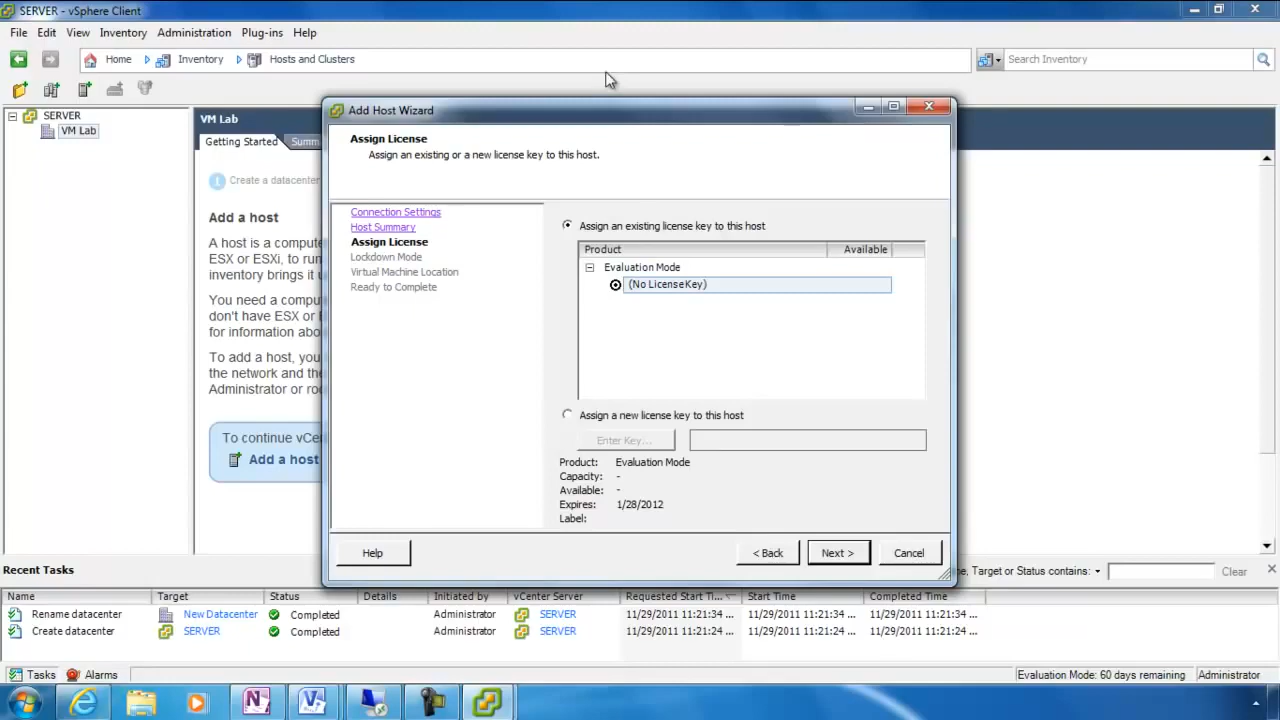 SERVER - vSphere Client
File Edit View Inventory Administration Plug-ins Help
Home Inventory Hosts and Clusters
Search Inventory
SERVER
VM Lab
VM Lab
Getting Started Summ
Create a datacenter
Add a host
A host is a compute
ESX or ESXi, to run
inventory brings it u
You need a comput
don't have ESX or E
for information abou
To add a host, you
the network and the
Administrator or roo
To continue vCer
Add a host
Add Host Wizard
Assign License
Assign an existing or a new license key to this host.
Connection Settings
Host Summary
Assign License
Lockdown Mode
Virtual Machine Location
Ready to Complete
Assign an existing license key to this host
Product Available
Evaluation Mode
(No License Key)
Assign a new license key to this host
Enter Key...
Product: Evaluation Mode
Capacity: -
Available: -
Expires: 1/28/2012
Label:
Help < Back Next > Cancel
Recent Tasks
e, Target or Status contains: Clear
Name Target Status Details Initiated by vCenter Server Requested Start Ti... Start Time Completed Time
Rename datacenter New Datacenter Completed Administrator SERVER 11/29/2011 11:21:34 ... 11/29/2011 11:21:34 ... 11/29/2011 11:21:34 ...
Create datacenter SERVER Completed Administrator SERVER 11/29/2011 11:21:24 ... 11/29/2011 11:21:24 ... 11/29/2011 11:21:24 ...
Tasks Alarms Evaluation Mode: 60 days remaining Administrator